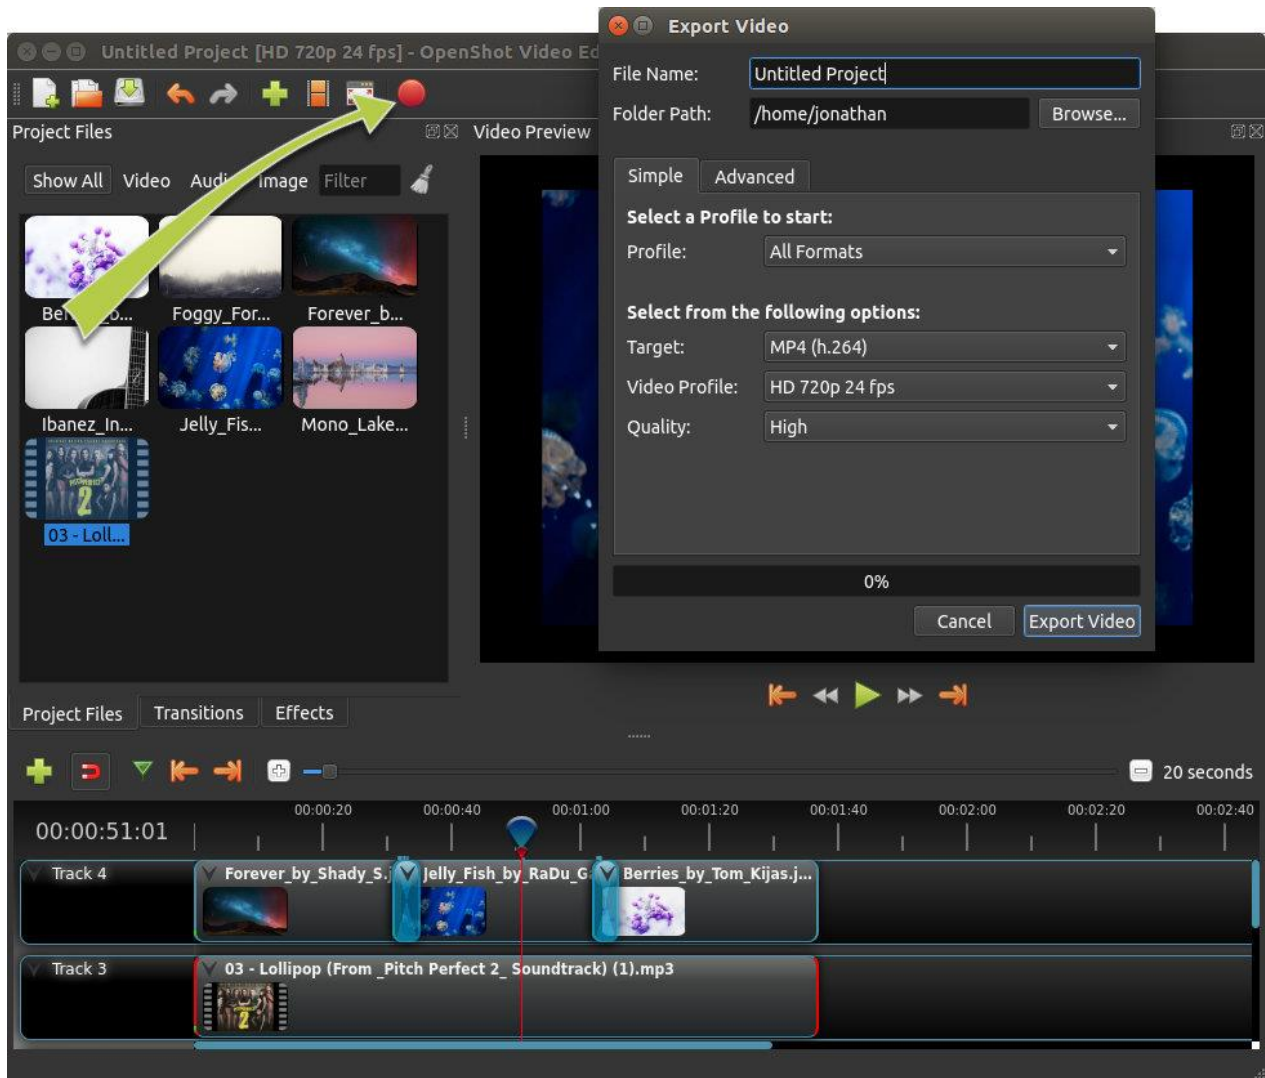 Export Video
Untitled Project [HD 720p 24 fps] - OpenShot Video Ed
File Name:
Untitled Project
Folder Path:
/home/jonathan
Browse...
Project Files
Video Preview
Show All
Video
Image
Filter
Simple
Advanced
Select a Profile to start:
Profile:
All Formats
Foggy_For...
Forever_b...
Select from the following options:
Target:
MP4 (h.264)
Video Profile:
HD 720p 24 fps
Quality:
High
Ibanez_In...
Jelly_Fis...
Mono_Lake...
2
03 - Loll...
0%
Cancel
Export Video
Project Files
Transitions
Effects
20 seconds
00:00:51:01
00:00:20
00:00:40
00:01:00
00:01:20
00:01:40
00:02:00
00:02:20
00:02:40
Track 4
Forever_by_Shady_S.j
Jelly_Fish_by_RaDu_G
Berries_by_Tom_Kijas.j...
Track 3
03 - Lollipop (From _Pitch Perfect 2_ Soundtrack) (1).mp3
2